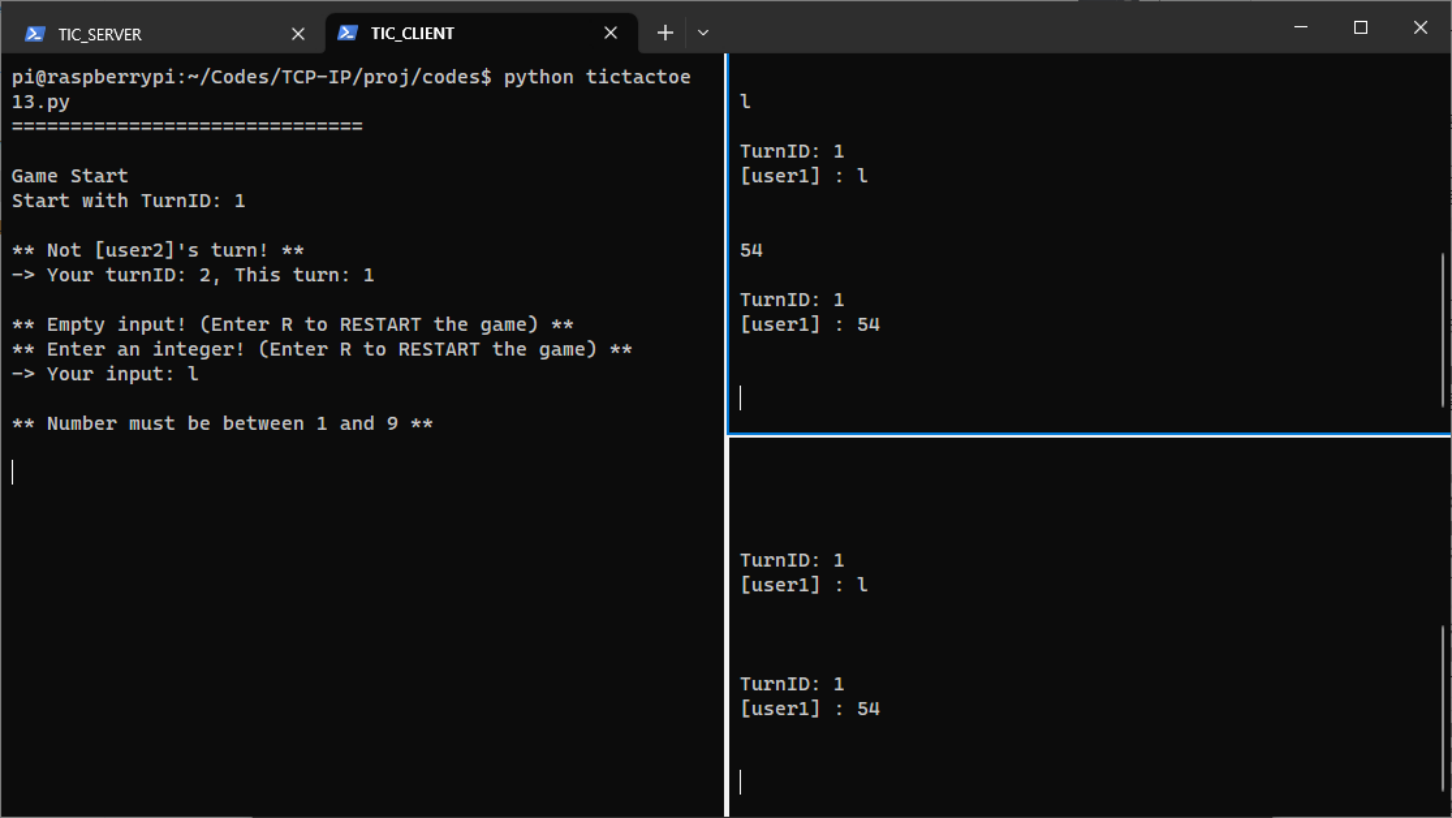 TIC_SERVER
TIC_CLIENT
pi@raspberrypi:~/Codes/TCP-IP/proj/codes$ python tictactoe
13.py
==============================
Game Start
Start with TurnID: 1
** Not [user2]'s turn! **
-> Your turnID: 2, This turn: 1
** Empty input! (Enter R to RESTART the game) **
** Enter an integer! (Enter R to RESTART the game) **
-> Your input: l
** Number must be between 1 and 9 **
l
TurnID: 1
[user1] : l
54
TurnID: 1
[user1] : 54
TurnID: 1
[user1] : l
TurnID: 1
[user1] : 54